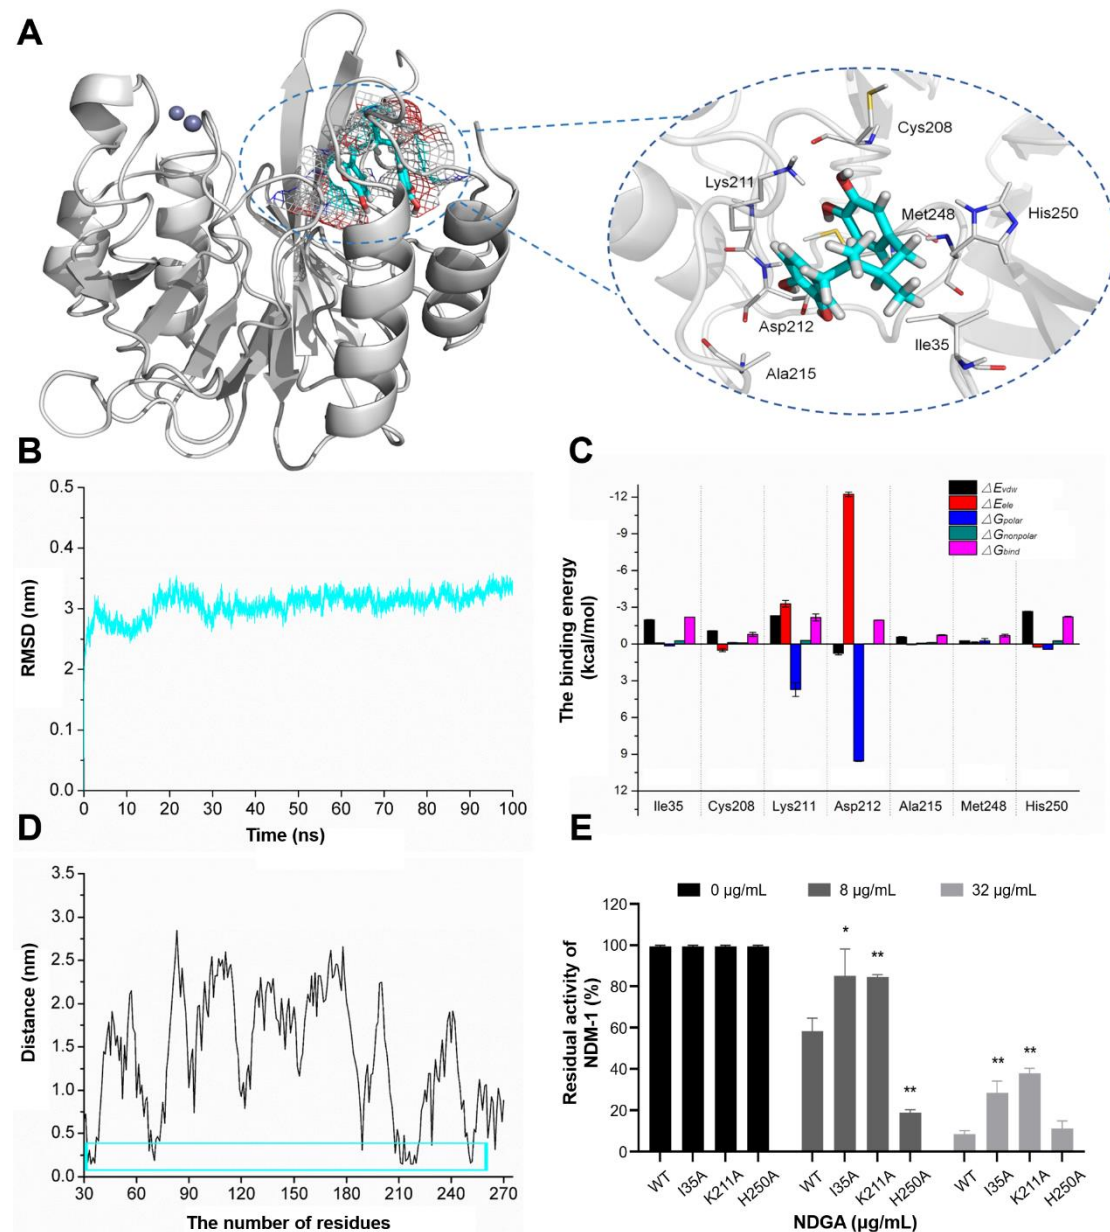 A
Cys208
Lys211
Met248
His250
Asp212
Ile35
Ala215
B
RMSD (nm)
0.5
0.4
3
2
0.1
0.0
0 10 20 30 40 50 60 70 80 90 100
Time (ns)
C
The binding energy
(kcal/mol)
-12
-9
-6
-3
0
3
6
9
12
△Evdw
△Eele
△Gpolar
△Gnonpolar
△Gbind
Ile35 Cys208 Lys211 Asp212 Ala215 Met248 His250
D
Distance (nm)
3.5
3.0
2.5
2.0
1.5
1.0
0.5
0.0
30 60 90 120 150 180 210 240 270
The number of residues
E
0 µg/mL 8 µg/mL 32 µg/mL
Residual activity of
NDM-1 (%)
120
100
80
60
40
20
0
* ** ** ** **
WT I35A K211A H250A WT I35A K211A H250A WT I35A K211A H250A
NDGA (µg/mL)